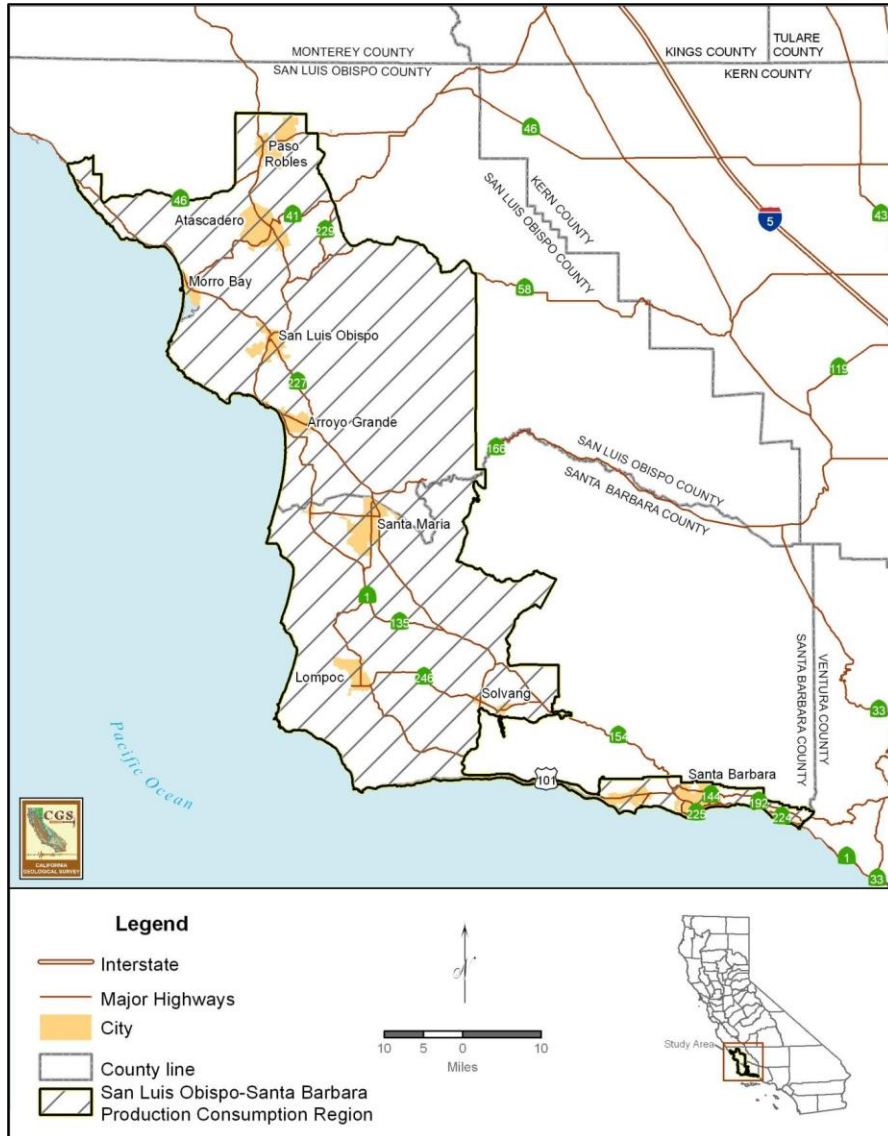 MONTEREY COUNTY
SAN LUIS OBISPO COUNTY
KINGS COUNTY
TULARE
COUNTY
KERN COUNTY
46
Paso
Robles
46
Atascadero
41
229
KERN COUNTY
SAN LUIS OBISPO COUNTY
5
43
Morro Bay
58
San Luis Obispo
227
119
Arroyo Grande
166
SAN LUIS OBISPO COUNTY
SANTA BARBARA COUNTY
Santa Maria
1
135
Lompoc
246
Solvang
SANTA BARBARA COUNTY
VENTURA COUNTY
33
154
Pacific Ocean
101
Santa Barbara
144
192
225
224
1
33
CGS
CALIFORNIA
GEOLOGICAL SURVEY
Legend
Interstate
Major Highways
City
County line
San Luis Obispo-Santa Barbara
Production Consumption Region
N
10 5 0 10
Miles
Study Area